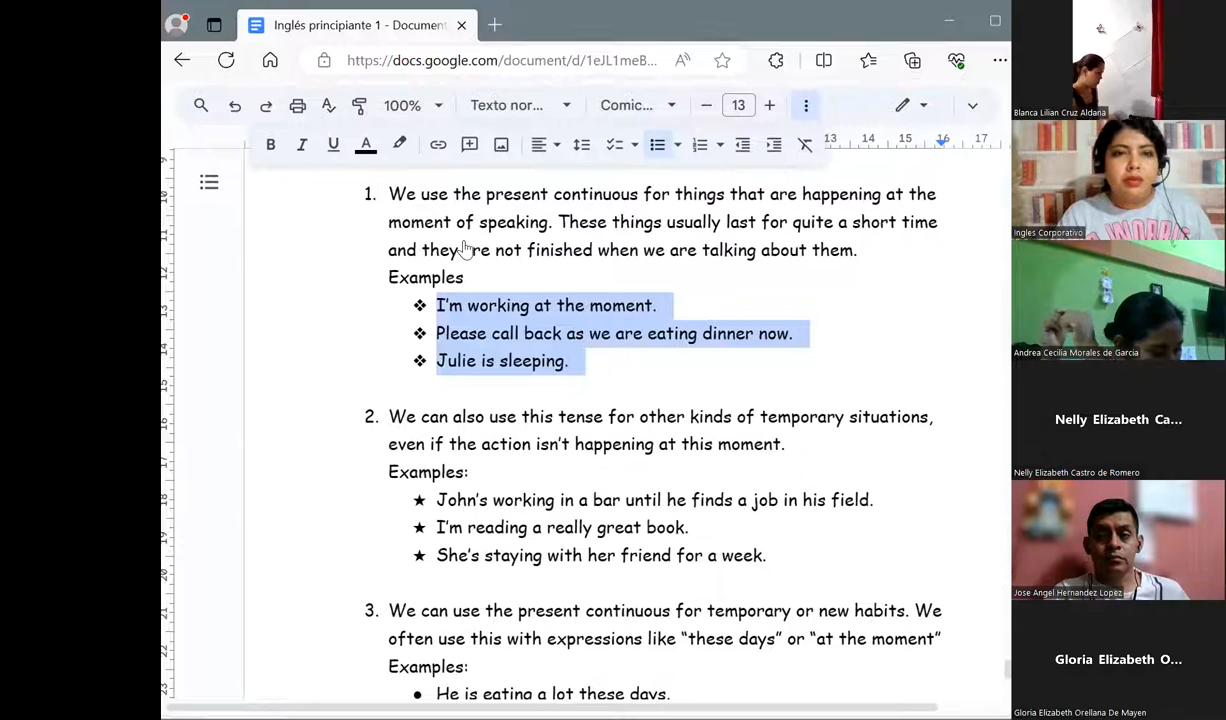 Inglés principiante 1 - Document
https://docs.google.com/document/d/1eJL1meB...
100%
Texto nor...
Comic...
13
B I U A
13 14 15 16 17
1. We use the present continuous for things that are happening at the
moment of speaking. These things usually last for quite a short time
and they're not finished when we are talking about them.
Examples
❖ I'm working at the moment.
❖ Please call back as we are eating dinner now.
❖ Julie is sleeping.
2. We can also use this tense for other kinds of temporary situations,
even if the action isn't happening at this moment.
Examples:
★ John's working in a bar until he finds a job in his field.
★ I'm reading a really great book.
★ She's staying with her friend for a week.
3. We can use the present continuous for temporary or new habits. We
often use this with expressions like "these days" or "at the moment"
Examples:
● He is eating a lot these days.
Blanca Lilian Cruz Aldana
Ingles Corporativo
Andrea Cecilia Morales de Garcia
Nelly Elizabeth Ca...
Nelly Elizabeth Castro de Romero
Jose Angel Hernandez Lopez
Gloria Elizabeth O...
Gloria Elizabeth Orellana De Mayen